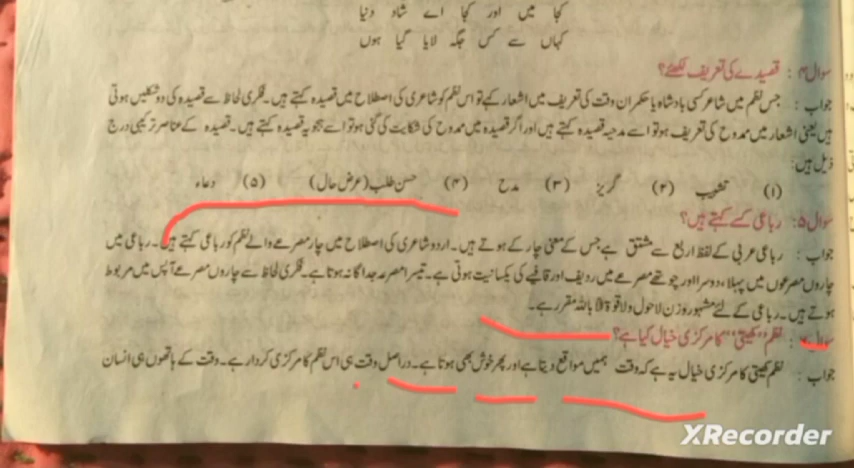 کجا میں اور کجا اے شاد دنیا
کہاں سے کس جگہ لایا گیا ہوں
سوال۴ : قصیدے کی تعریف لکھئے؟
جواب : جس نظم میں شاعر کسی بادشاہ یا حکمران وقت کی تعریف میں اشعار کہے تو اس نظم کو شاعری کی اصطلاح میں قصیدہ کہتے ہیں۔ فکری لحاظ سے قصیدہ کی دو شکلیں ہوتی
ہیں یعنی اشعار میں ممدوح کی تعریف ہو تو اسے مدحیہ قصیدہ کہتے ہیں اور اگر قصیدہ میں ممدوح کی شکایت کی گئی ہو تو اسے ہجویہ قصیدہ کہتے ہیں۔ قصیدہ کے عناصر ترکیبی درج
ذیل ہیں:
(۱) تشبیب (۲) گریز (۳) مدح (۴) حسن طلب (عرض حال) (۵) دعاء
سوال۵: رباعی کسے کہتے ہیں؟
جواب : رباعی عربی کے لفظ اربع سے مشتق ہے جس کے معنی چار کے ہوتے ہیں۔ اردو شاعری کی اصطلاح میں چار مصرعے والے نظم کو رباعی کہتے ہیں۔ رباعی میں
چاروں مصرعوں میں پہلا، دوسرا اور چوتھے مصرعے میں ردیف اور قافیے کی یکسانیت ہوتی ہے۔ تیسرا مصرعہ جداگانہ ہوتا ہے۔ فکری لحاظ سے چاروں مصرعے آپس میں مربوط
ہوتے ہیں۔ رباعی کے لئے مشہور وزن لاحول ولا قوۃ الا باللہ مقرر ہے۔
سوال۶ : نظم ”کھیتی“ کا مرکزی خیال کیا ہے؟
جواب : نظم کھیتی کا مرکزی خیال یہ ہے کہ وقت ہمیں مواقع دیتا ہے اور پھر خوش بھی ہوتا ہے۔ دراصل وقت ہی اس نظم کا مرکزی کردار ہے۔ وقت کے ہاتھوں ہی انسان
XRecorder